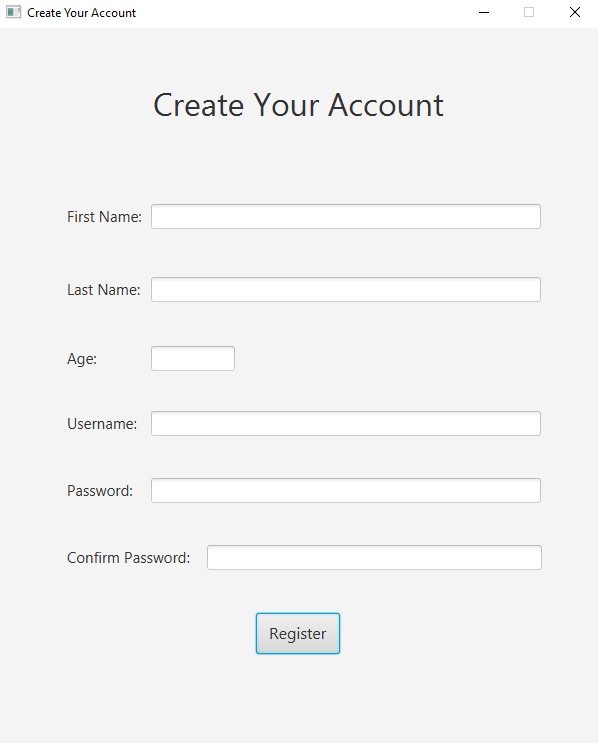 Create Your Account
Create Your Account
First Name:
Last Name:
Age:
Username:
Password:
Confirm Password:
Register